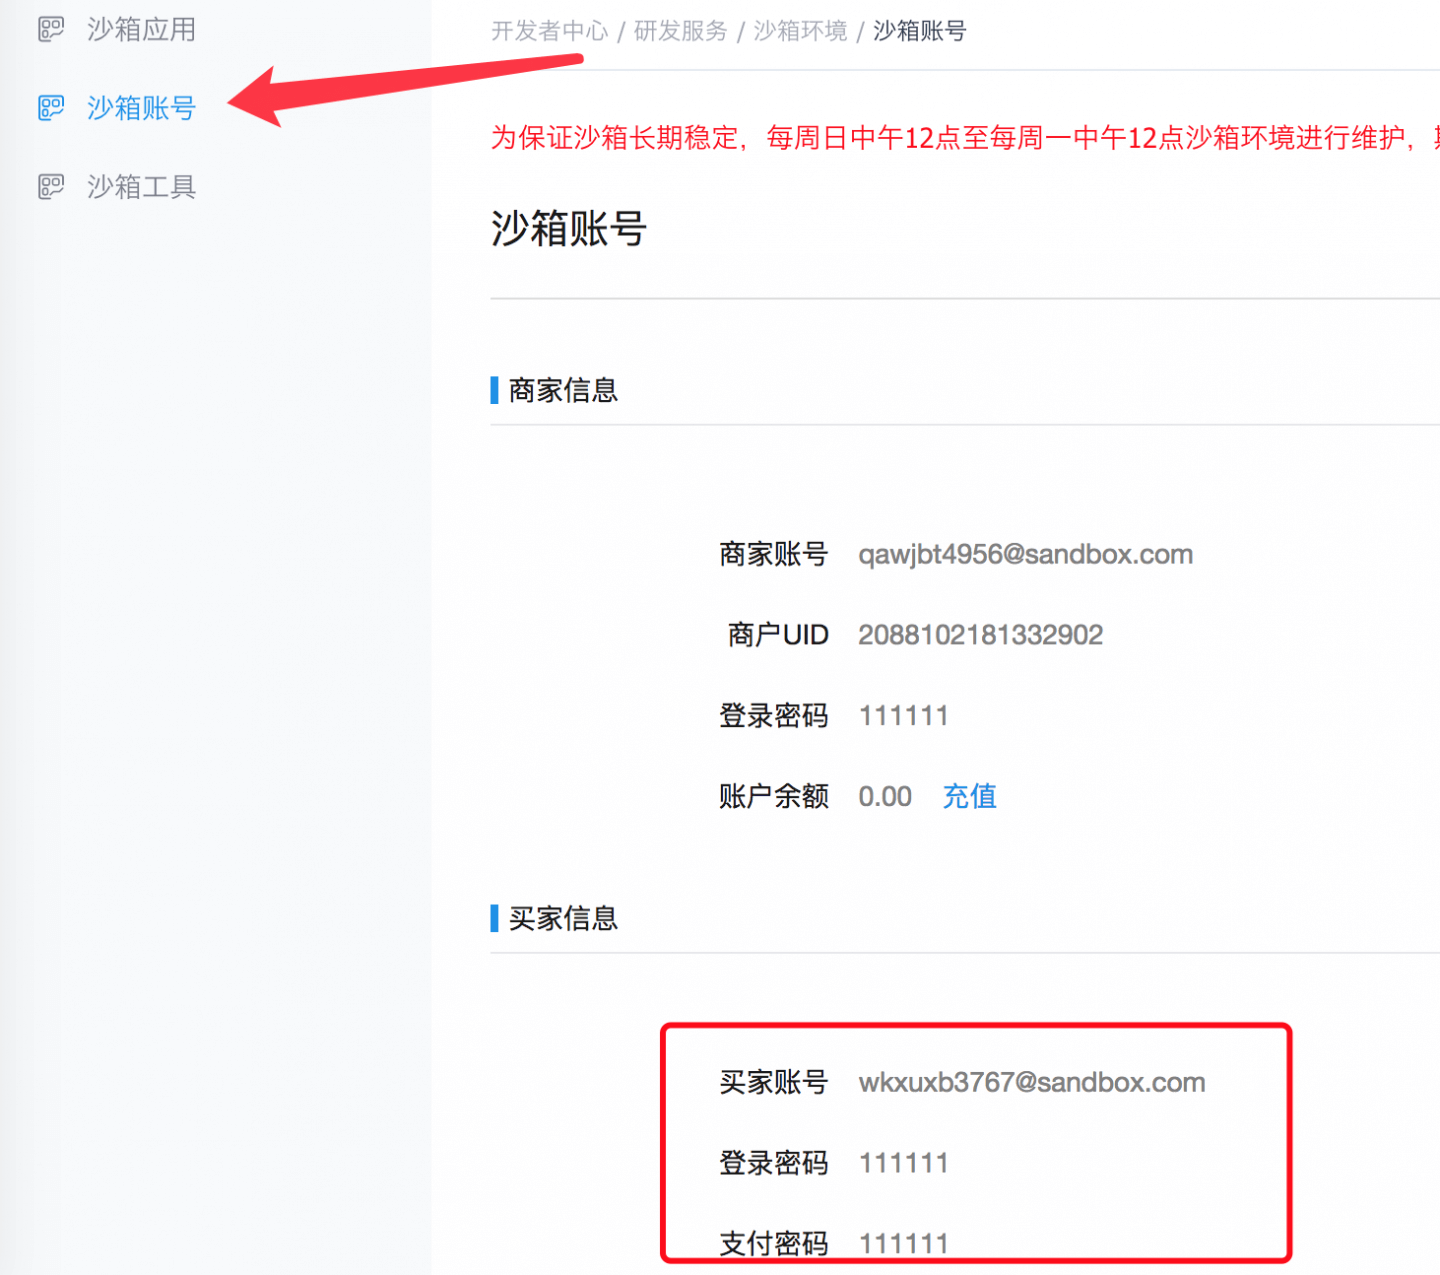 沙箱应用
沙箱账号
沙箱工具
开发者中心 / 研发服务 / 沙箱环境 / 沙箱账号
为保证沙箱长期稳定，每周日中午12点至每周一中午12点沙箱环境进行维护，
沙箱账号
商家信息
商家账号 qawjbt4956@sandbox.com
商户UID 2088102181332902
登录密码 111111
账户余额 0.00 充值
买家信息
买家账号 wkxuxb3767@sandbox.com
登录密码 111111
支付密码 111111